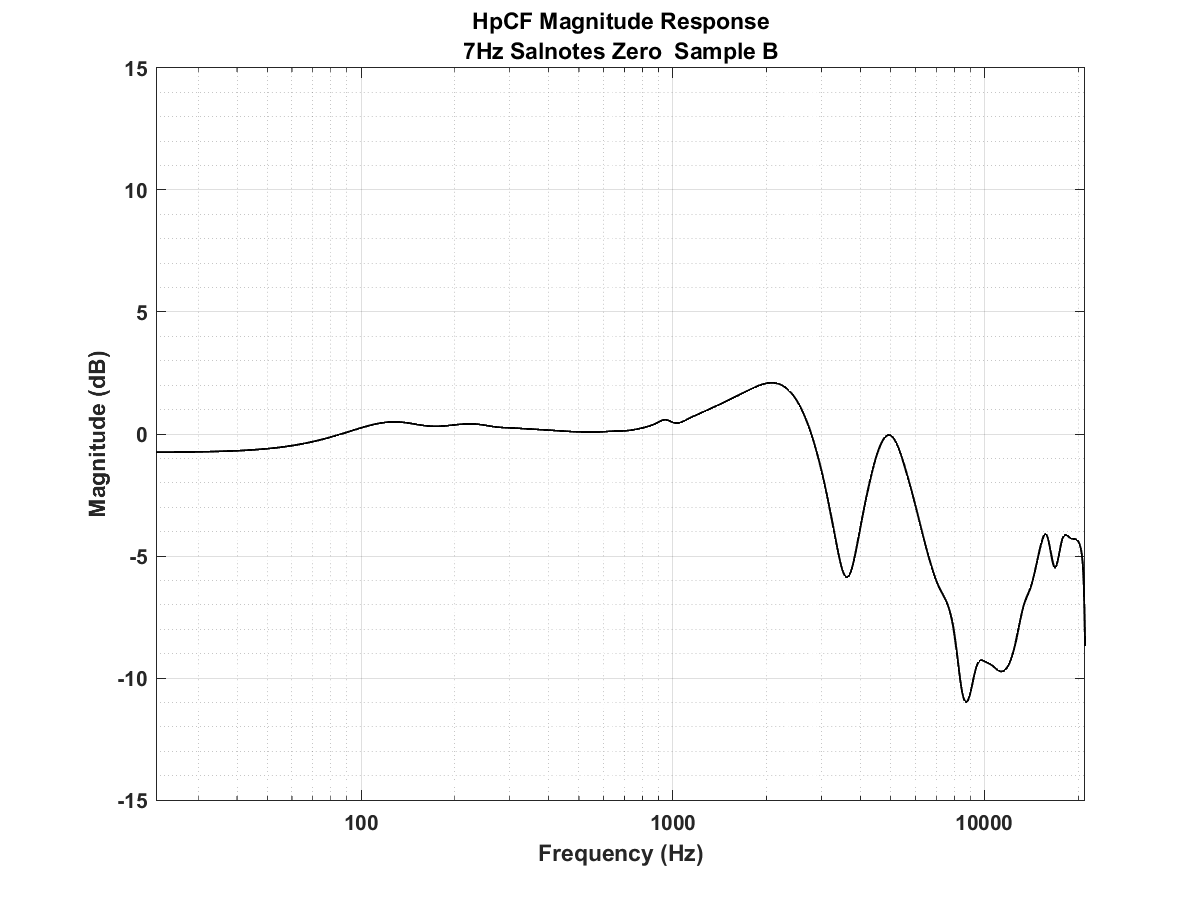 HpCF Magnitude Response
7Hz Salnotes Zero  Sample B
15
10
5
0
-5
-10
-15
Magnitude (dB)
100
1000
10000
Frequency (Hz)